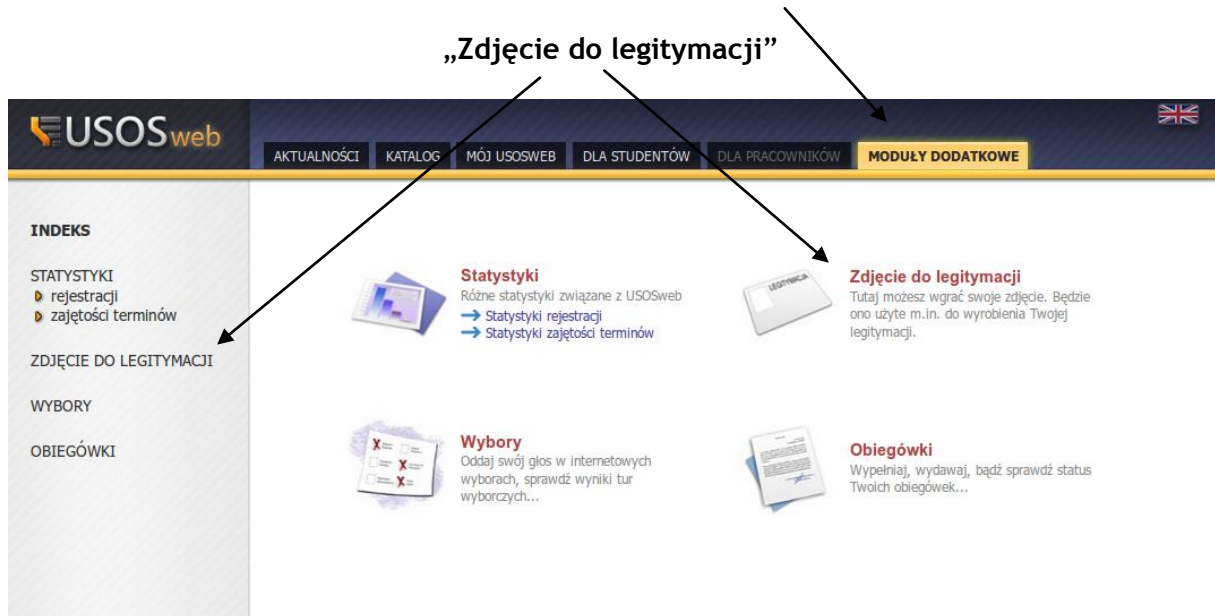 „Zdjęcie do legitymacji”
USOSweb
AKTUALNOŚCI KATALOG MÓJ USOSWEB DLA STUDENTÓW DLA PRACOWNIKÓW MODUŁY DODATKOWE
INDEKS
STATYSTYKI
rejestracji
zajętości terminów
ZDJĘCIE DO LEGITYMACJI
WYBORY
OBIEGÓWKI
Statystyki
Różne statystyki związane z USOSweb
Statystyki rejestracji
Statystyki zajętości terminów
LEGITYMACJA
Zdjęcie do legitymacji
Tutaj możesz wgrać swoje zdjęcie. Będzie
ono użyte m.in. do wyrobienia Twojej
legitymacji.
Wybory
Oddaj swój głos w internetowych
wyborach, sprawdź wyniki tur
wyborczych...
Obiegówki
Wypełniaj, wydawaj, bądź sprawdź status
Twoich obiegówek...